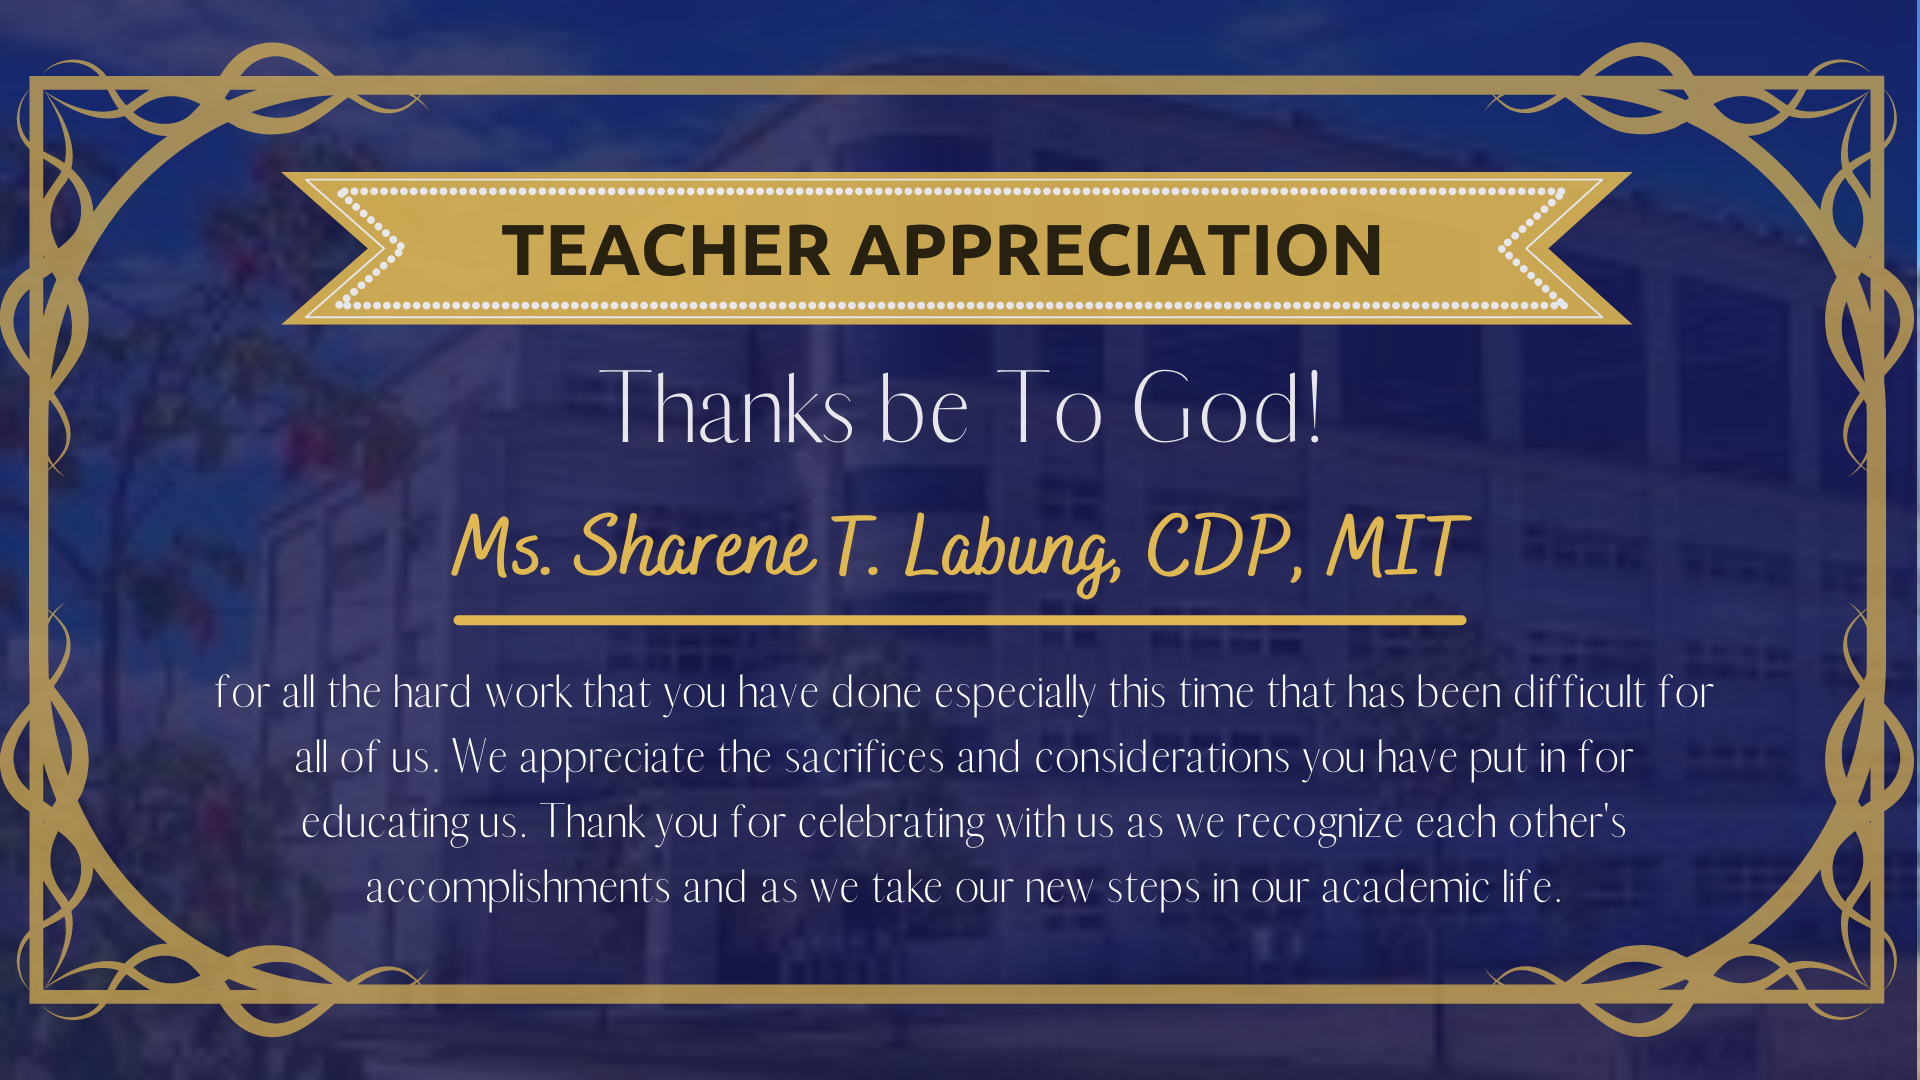 TEACHER APPRECIATION
Thanks be To God!
Ms. Sharene T. Labung, CDP, MIT
for all the hard work that you have done especially this time that has been difficult for
all of us. We appreciate the sacrifices and considerations you have put in for
educating us. Thank you for celebrating with us as we recognize each other's
accomplishments and as we take our new steps in our academic life.